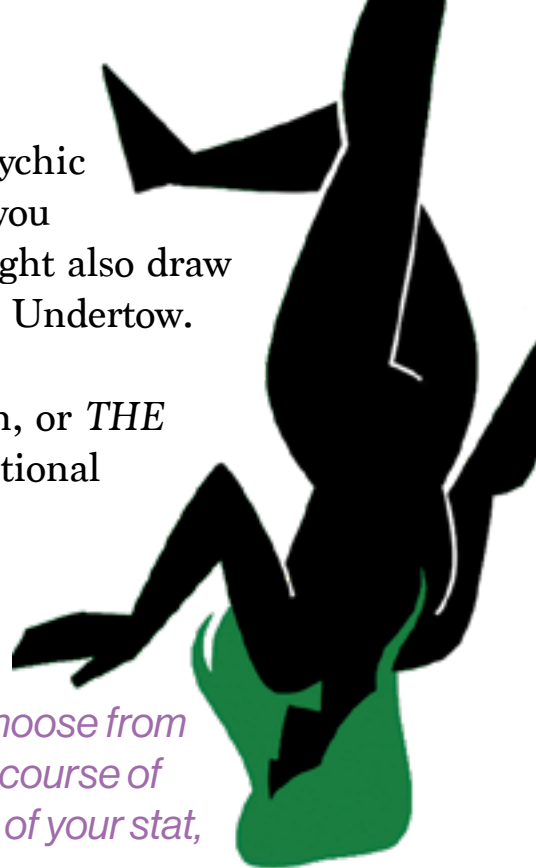 ychic
you
ght also draw
Undertow.
n, or THE
tional
hoose from
course of
of your stat,